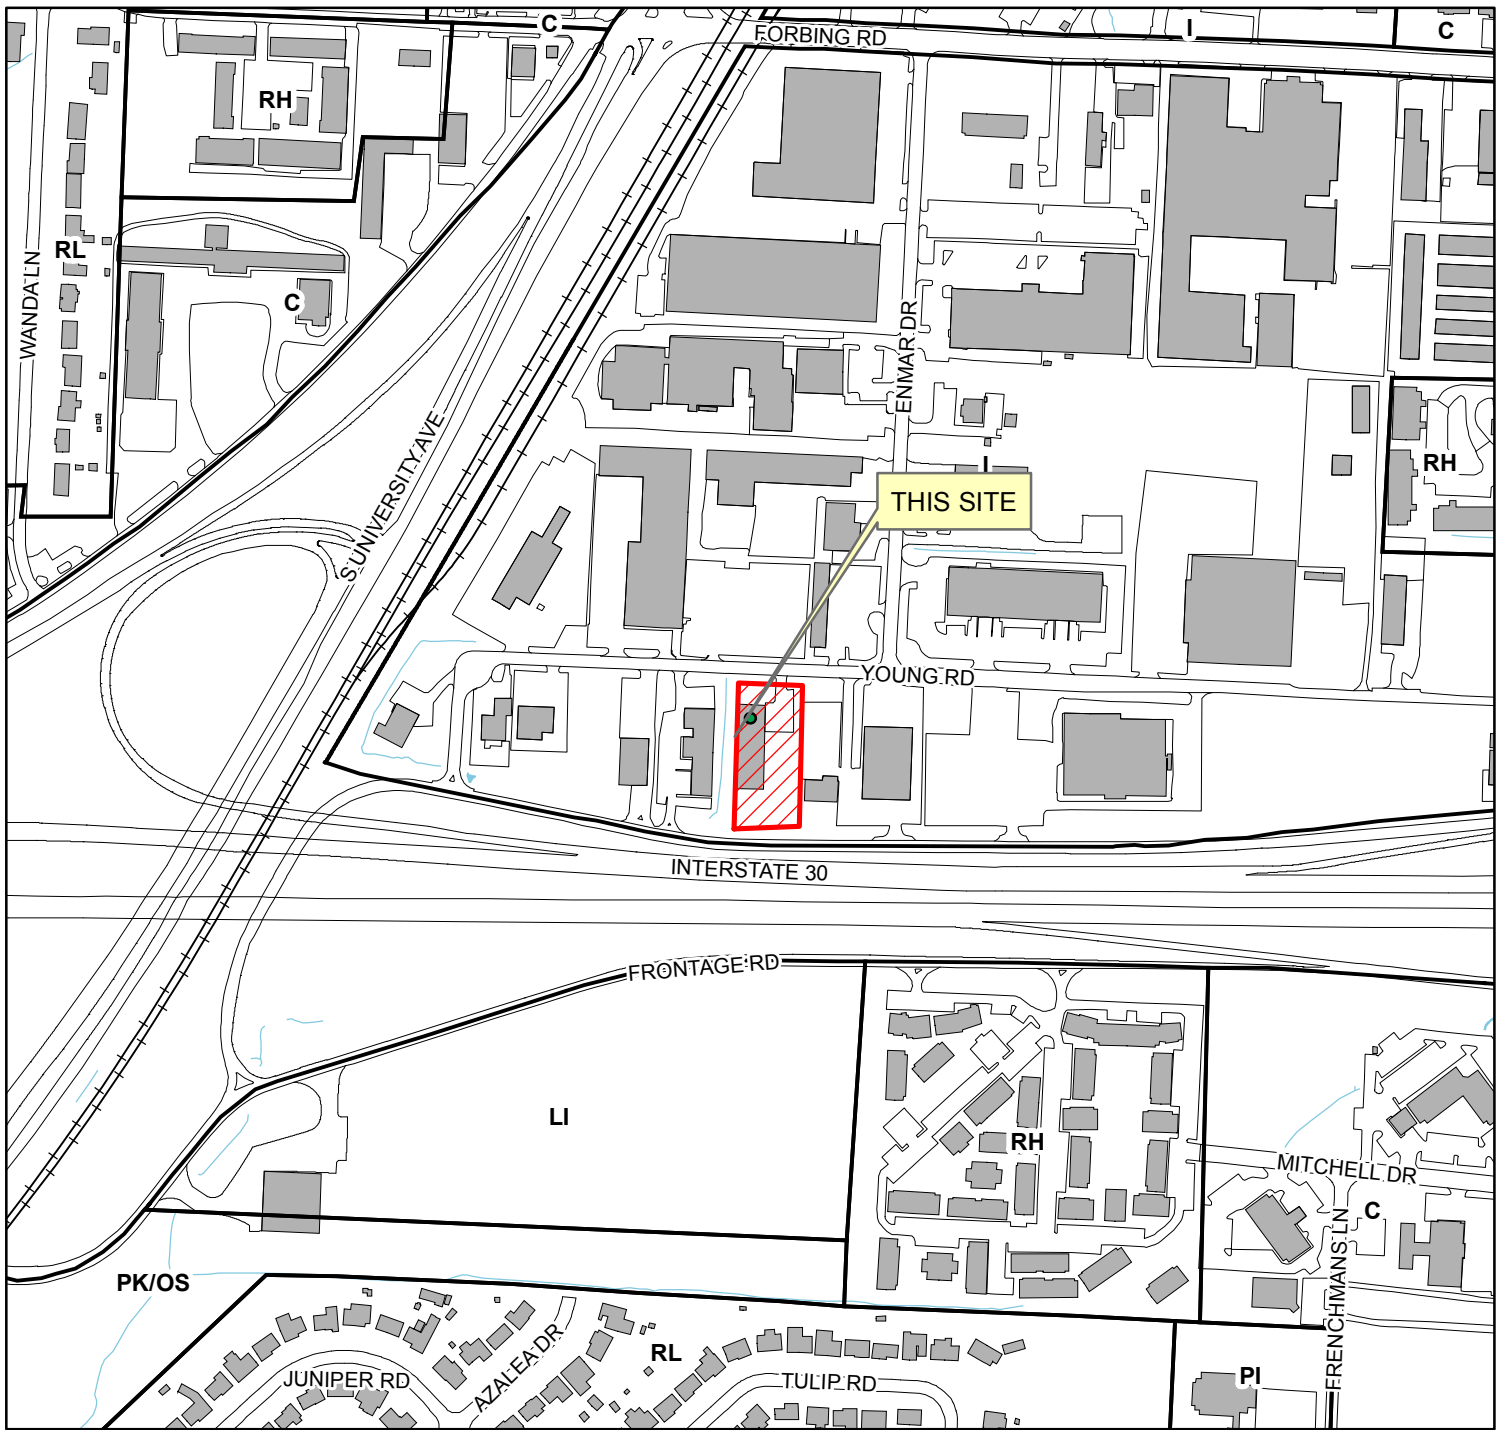 C
I
C
FORBING RD
RH
RL
WANDA LN
C
ENMAR DR
S UNIVERSITY AVE
I
RH
THIS SITE
YOUNG RD
INTERSTATE 30
FRONTAGE RD
LI
RH
MITCHELL DR
C
FRENCHMANS LN
PK/OS
RL
AZALEA DR
JUNIPER RD
TULIP RD
PI